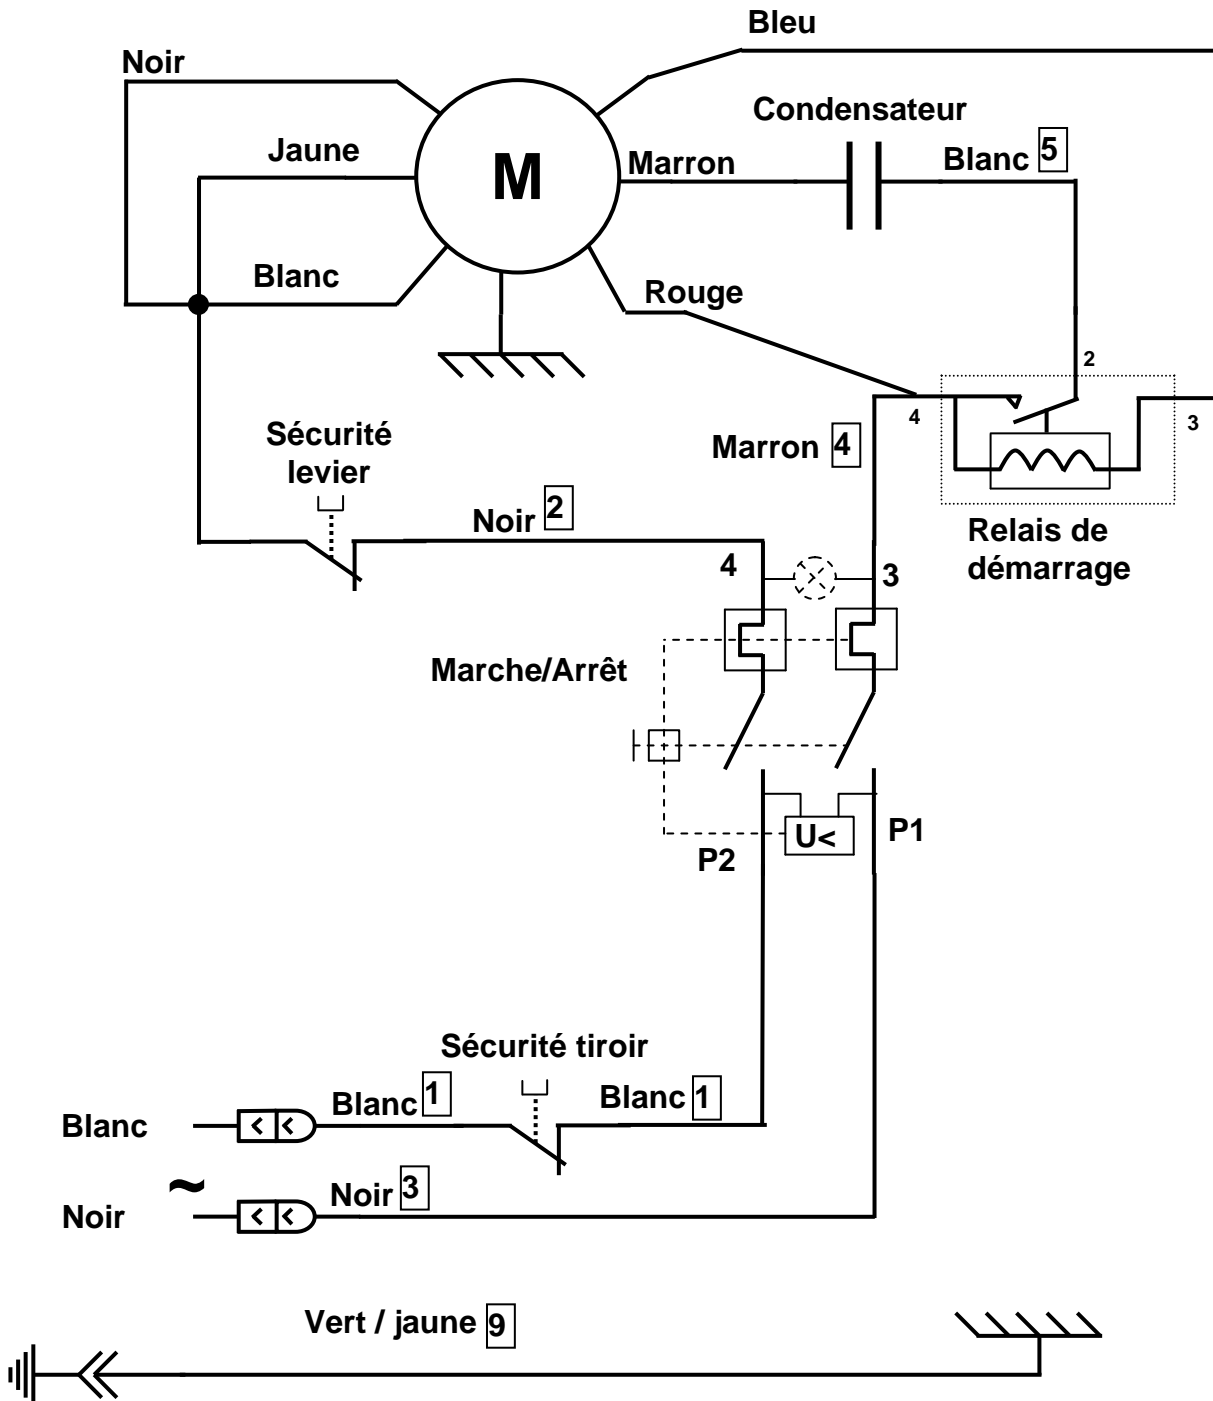 Bleu
Noir
Condensateur
Jaune
M
Marron
Blanc 5
Blanc
Rouge
2
4
3
Sécurité
levier
Marron 4
Noir 2
Relais de
démarrage
4
3
Marche/Arrêt
U<
P1
P2
Sécurité tiroir
Blanc
Blanc 1
Blanc 1
~
Noir
Noir 3
Vert / jaune 9